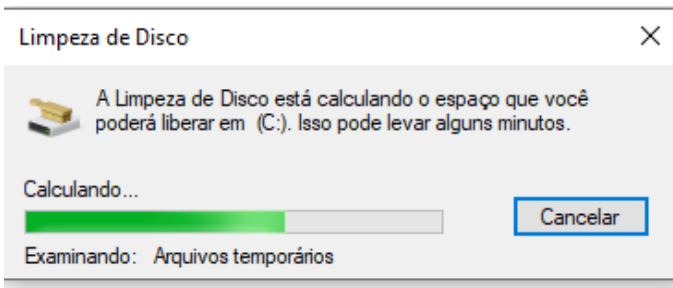 Limpeza de Disco
A Limpeza de Disco está calculando o espaço que você
poderá liberar em  (C:). Isso pode levar alguns minutos.
Calculando...
Cancelar
Examinando:   Arquivos temporários